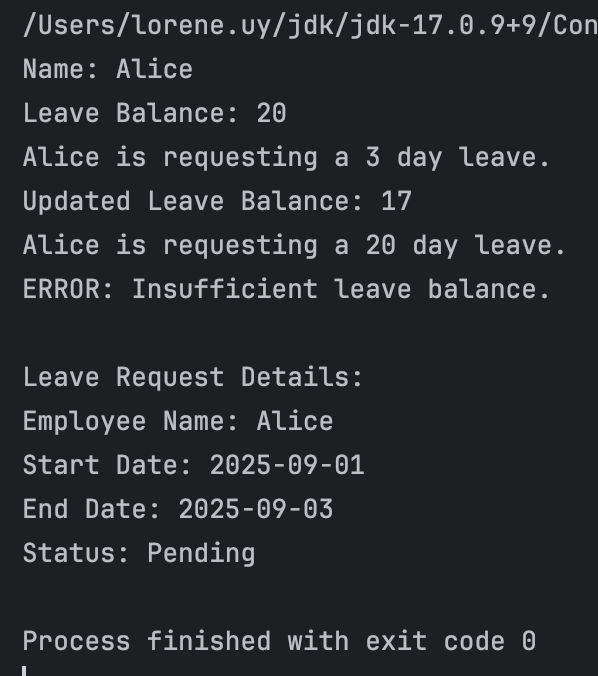 /Users/lorene.uy/jdk/jdk-17.0.9+9/Con
Name: Alice
Leave Balance: 20
Alice is requesting a 3 day leave.
Updated Leave Balance: 17
Alice is requesting a 20 day leave.
ERROR: Insufficient leave balance.
Leave Request Details:
Employee Name: Alice
Start Date: 2025-09-01
End Date: 2025-09-03
Status: Pending
Process finished with exit code 0